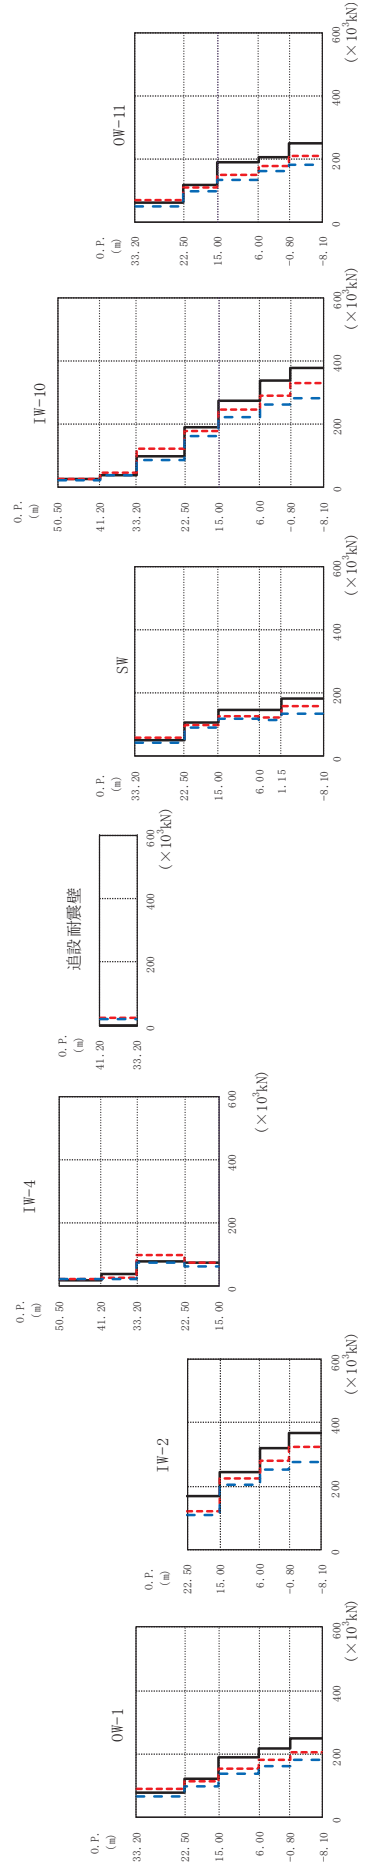 OW-1
O.P.
(m)
33.20
22.50
15.00
6.00
-0.80
-8.10
0
200
400
600
(×10³kN)
IW-2
O.P.
(m)
22.50
15.00
6.00
-0.80
-8.10
0
200
400
600
(×10³kN)
IW-4
O.P.
(m)
50.50
41.20
33.20
22.50
15.00
0
200
400
600
(×10³kN)
追設耐震壁
O.P.
(m)
41.20
33.20
0
200
400
600
(×10³kN)
SW
O.P.
(m)
33.20
22.50
15.00
6.00
1.15
-8.10
0
200
400
600
(×10³kN)
IW-10
O.P.
(m)
50.50
41.20
33.20
22.50
15.00
6.00
-0.80
-8.10
0
200
400
600
(×10³kN)
OW-11
O.P.
(m)
33.20
22.50
15.00
6.00
-0.80
-8.10
0
200
400
600
(×10³kN)